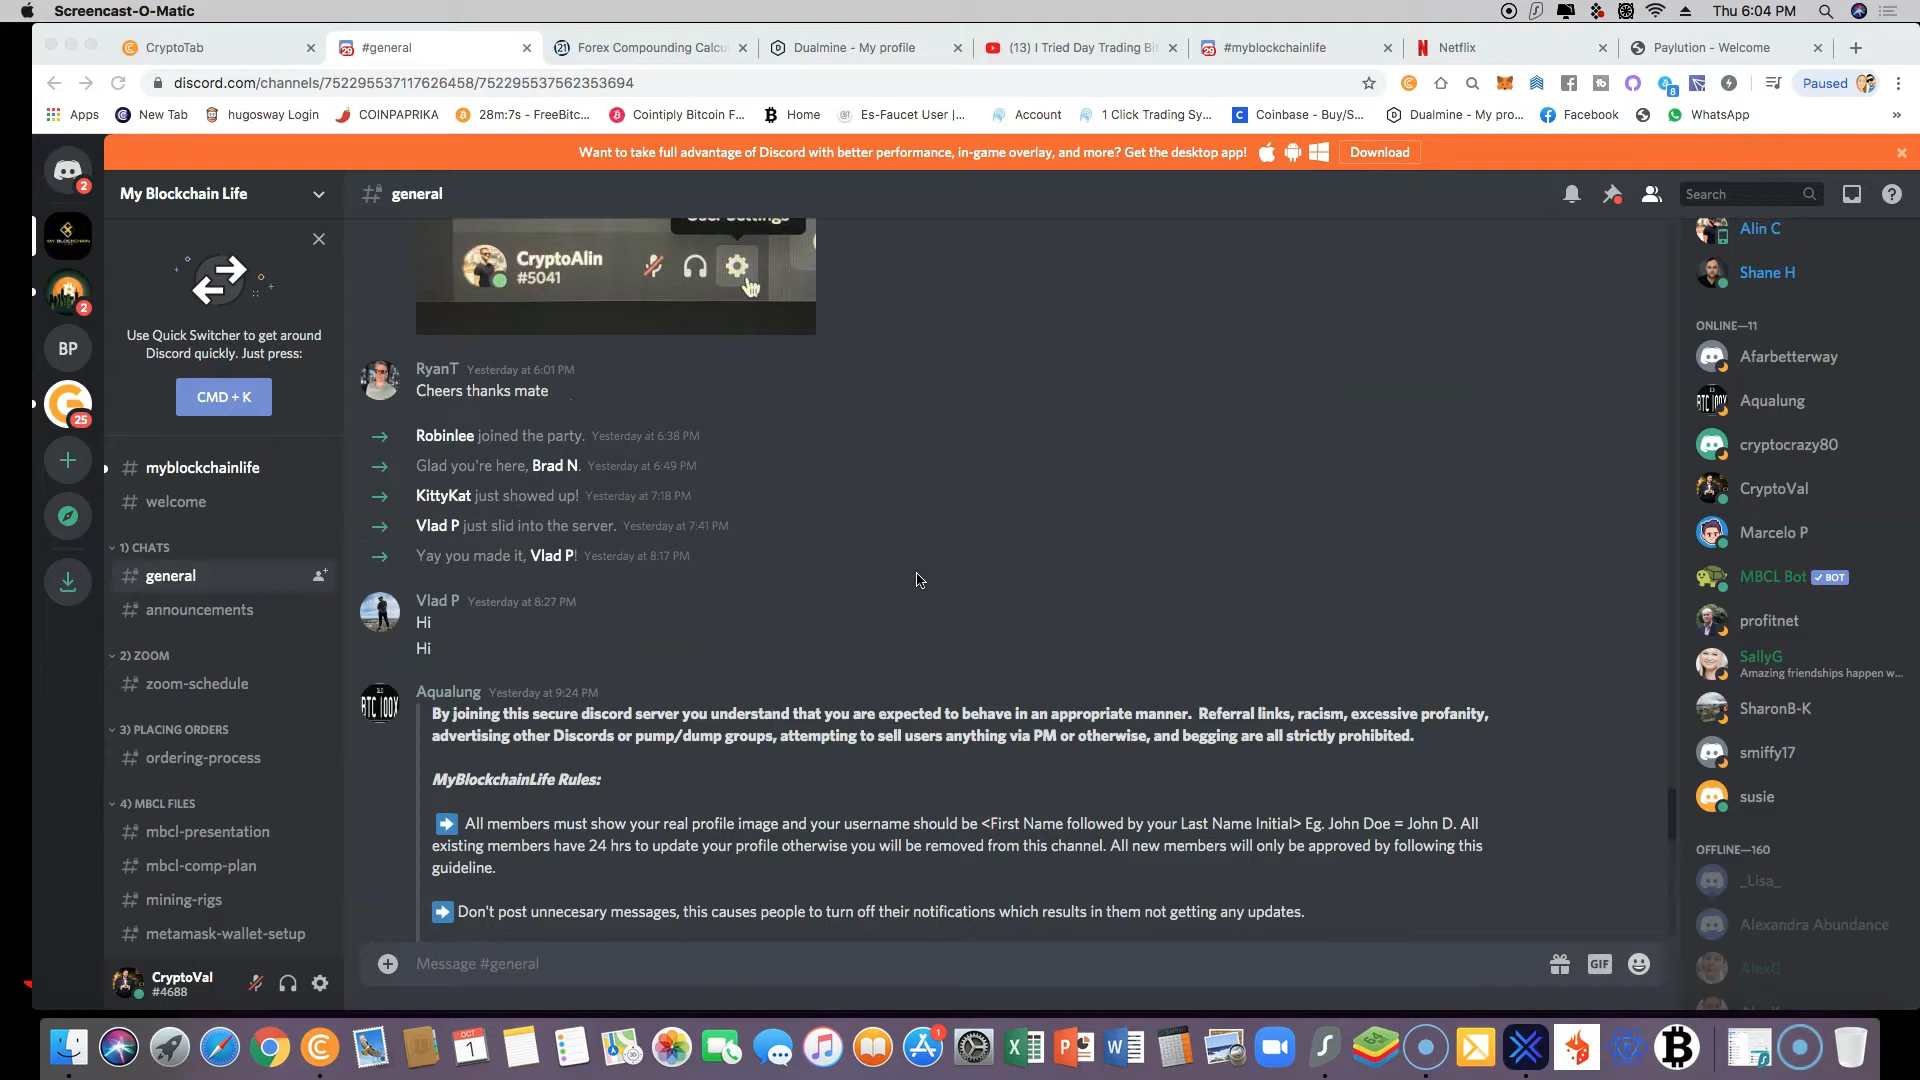 Screencast-O-Matic
Thu 6:04 PM
CryptoTab
#general
Forex Compounding Calcu
Dualmine - My profile
(13) I Tried Day Trading Bi
#myblockchainlife
Netflix
Paylution - Welcome
discord.com/channels/752295537117626458/752295537562353694
Paused
Apps
New Tab
hugosway Login
COINPAPRIKA
28m:7s - FreeBitc...
Cointiply Bitcoin F...
Home
Es-Faucet User |...
Account
1 Click Trading Sy...
Coinbase - Buy/S...
Dualmine - My pro...
Facebook
WhatsApp
Want to take full advantage of Discord with better performance, in-game overlay, and more? Get the desktop app!
Download
My Blockchain Life
general
Search
Use Quick Switcher to get around
Discord quickly. Just press:
CMD + K
myblockchainlife
welcome
1) CHATS
general
announcements
2) ZOOM
zoom-schedule
3) PLACING ORDERS
ordering-process
4) MBCL FILES
mbcl-presentation
mbcl-comp-plan
mining-rigs
metamask-wallet-setup
CryptoVal
#4688
2
2
BP
25
User Settings
CryptoAlin
#5041
RyanT Yesterday at 6:01 PM
Cheers thanks mate
Robinlee joined the party. Yesterday at 6:38 PM
Glad you're here, Brad N. Yesterday at 6:49 PM
KittyKat just showed up! Yesterday at 7:18 PM
Vlad P just slid into the server. Yesterday at 7:41 PM
Yay you made it, Vlad P! Yesterday at 8:17 PM
Vlad P Yesterday at 8:27 PM
Hi
Hi
Aqualung Yesterday at 9:24 PM
By joining this secure discord server you understand that you are expected to behave in an appropriate manner. Referral links, racism, excessive profanity,
advertising other Discords or pump/dump groups, attempting to sell users anything via PM or otherwise, and begging are all strictly prohibited.
MyBlockchainLife Rules:
All members must show your real profile image and your username should be <First Name followed by your Last Name Initial> Eg. John Doe = John D. All
existing members have 24 hrs to update your profile otherwise you will be removed from this channel. All new members will only be approved by following this
guideline.
Don't post unnecesary messages, this causes people to turn off their notifications which results in them not getting any updates.
Message #general
GIF
Alin C
Shane H
ONLINE—11
Afarbetterway
Aqualung
cryptocrazy80
CryptoVal
Marcelo P
MBCL Bot ✓ BOT
profitnet
SallyG
Amazing friendships happen w...
SharonB-K
smiffy17
susie
OFFLINE—160
_Lisa_
Alexandra Abundance
AlexG